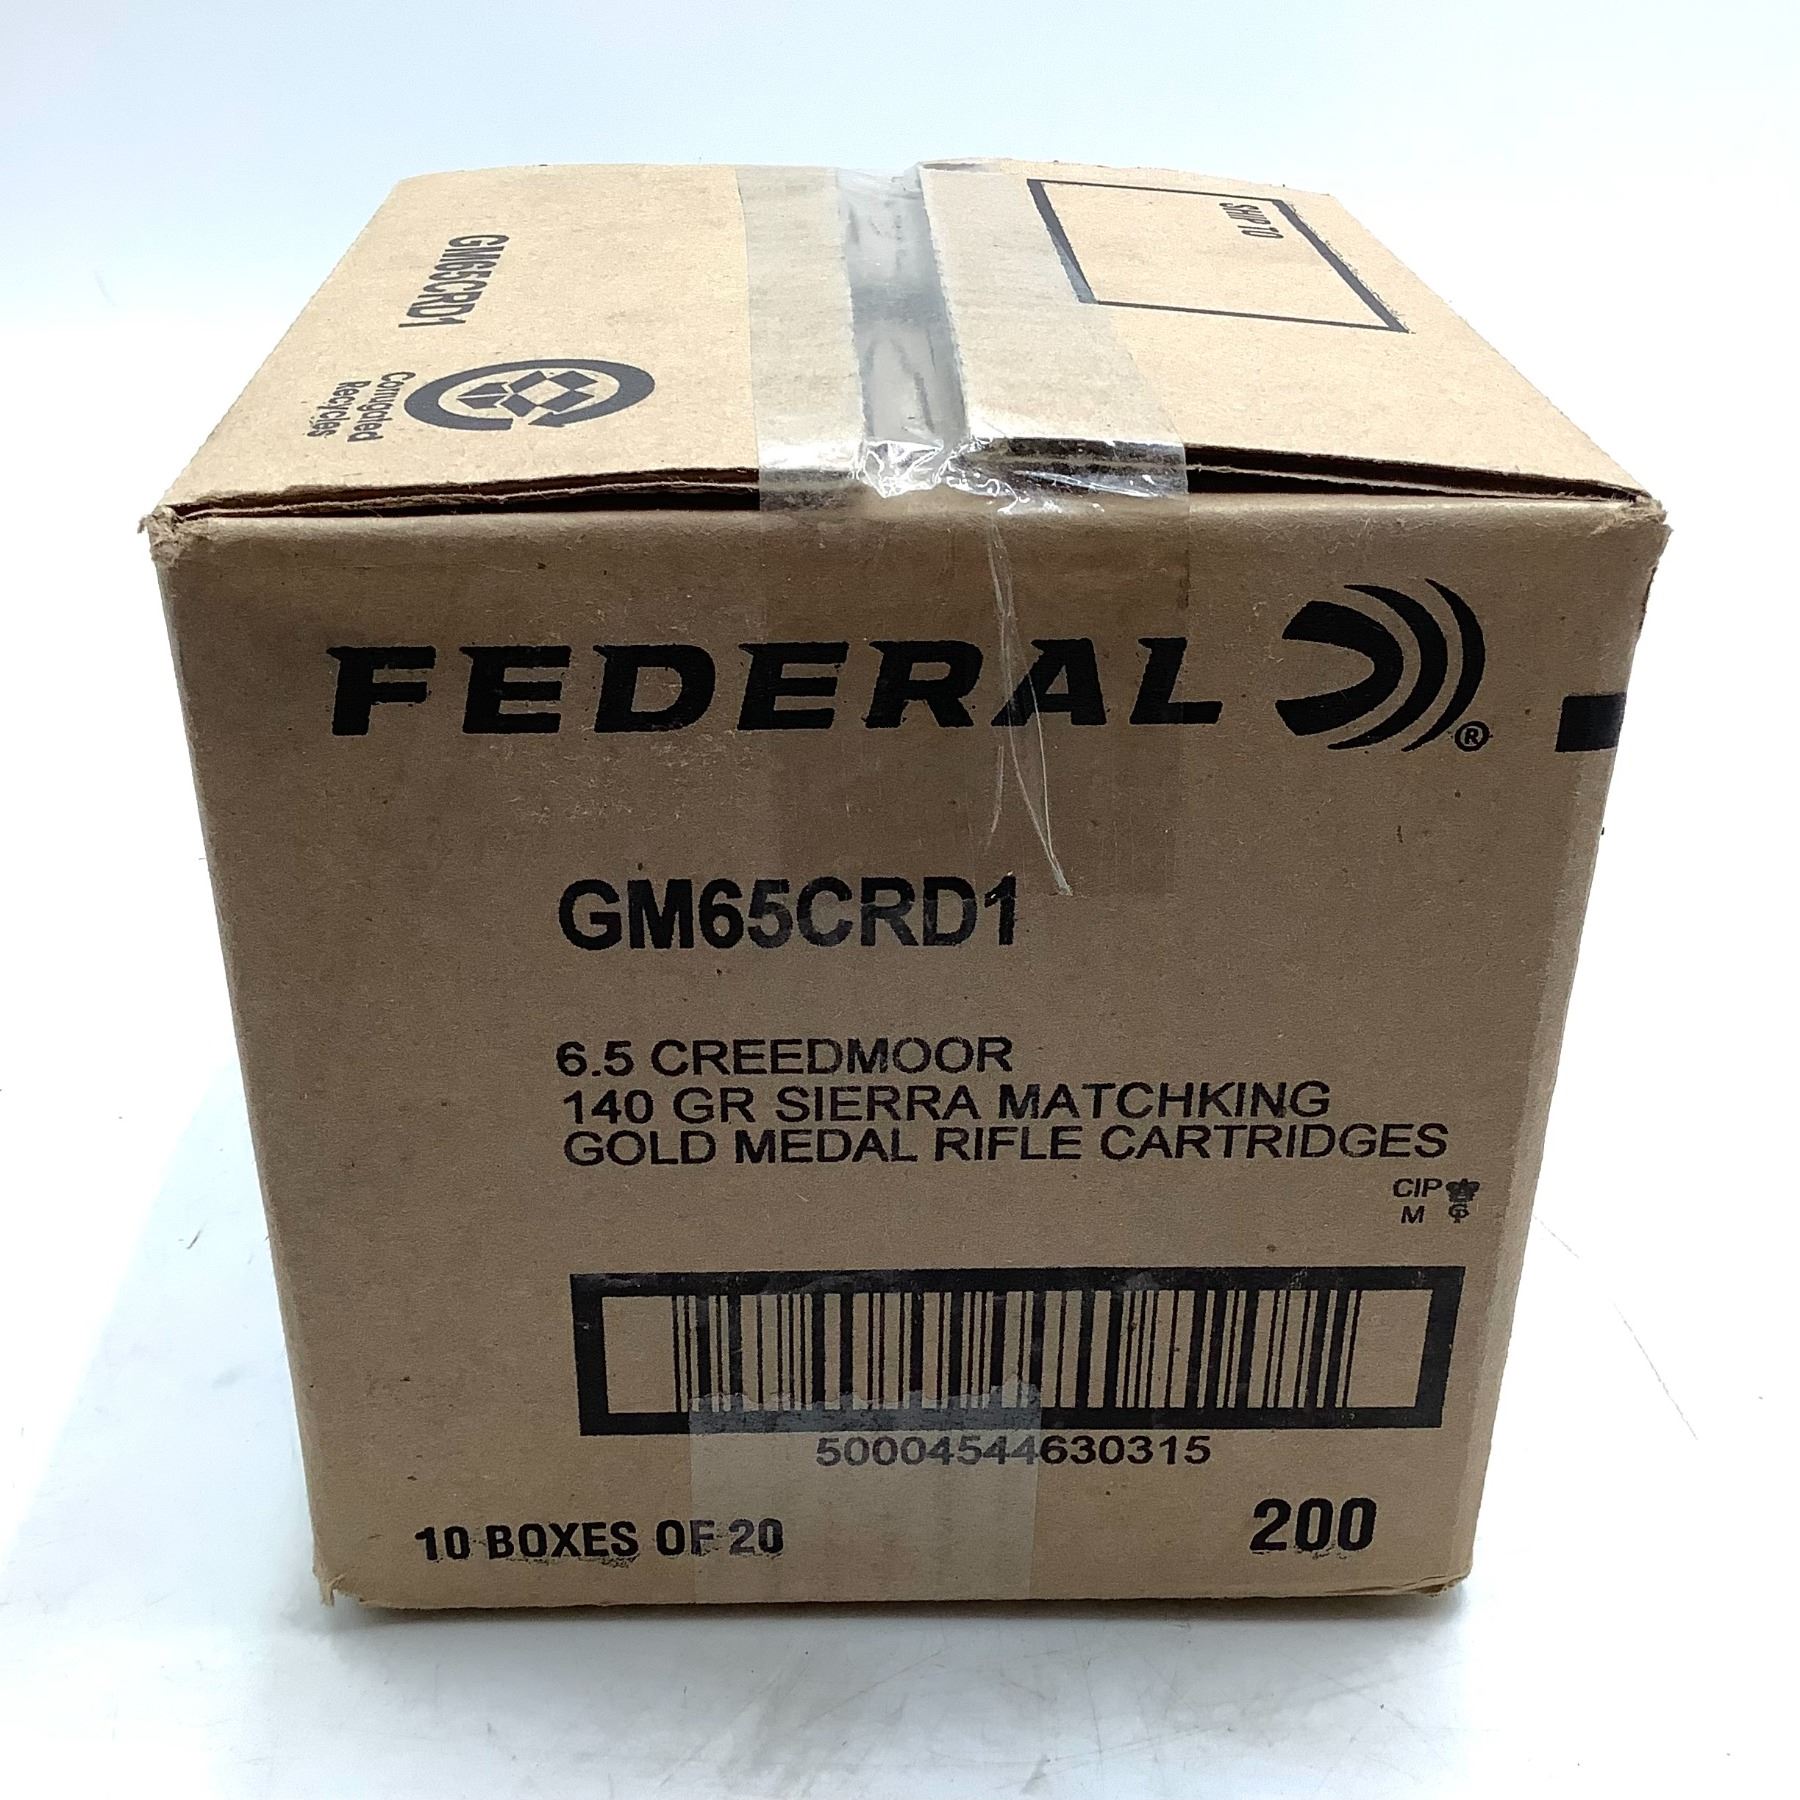 GM65CRD1
Corrugated
Recycles
SHIP TO
FEDERAL ®
GM65CRD1
6.5 CREEDMOOR
140 GR SIERRA MATCHKING
GOLD MEDAL RIFLE CARTRIDGES
CIP
M
50004544630315
10 BOXES OF 20
200